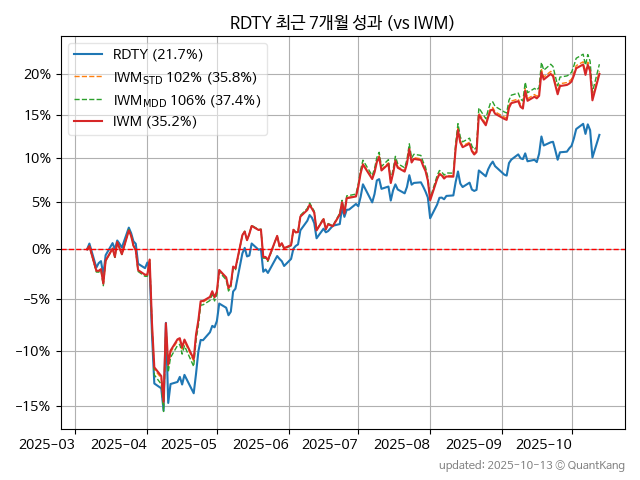 RDTY 최근 7개월 성과 (vs IWM)
RDTY (21.7%)
IWM_STD 102% (35.8%)
IWM_MDD 106% (37.4%)
IWM (35.2%)
20%
15%
10%
5%
0%
−5%
−10%
−15%
2025-03 2025-04 2025-05 2025-06 2025-07 2025-08 2025-09 2025-10
updated: 2025-10-13 © QuantKang